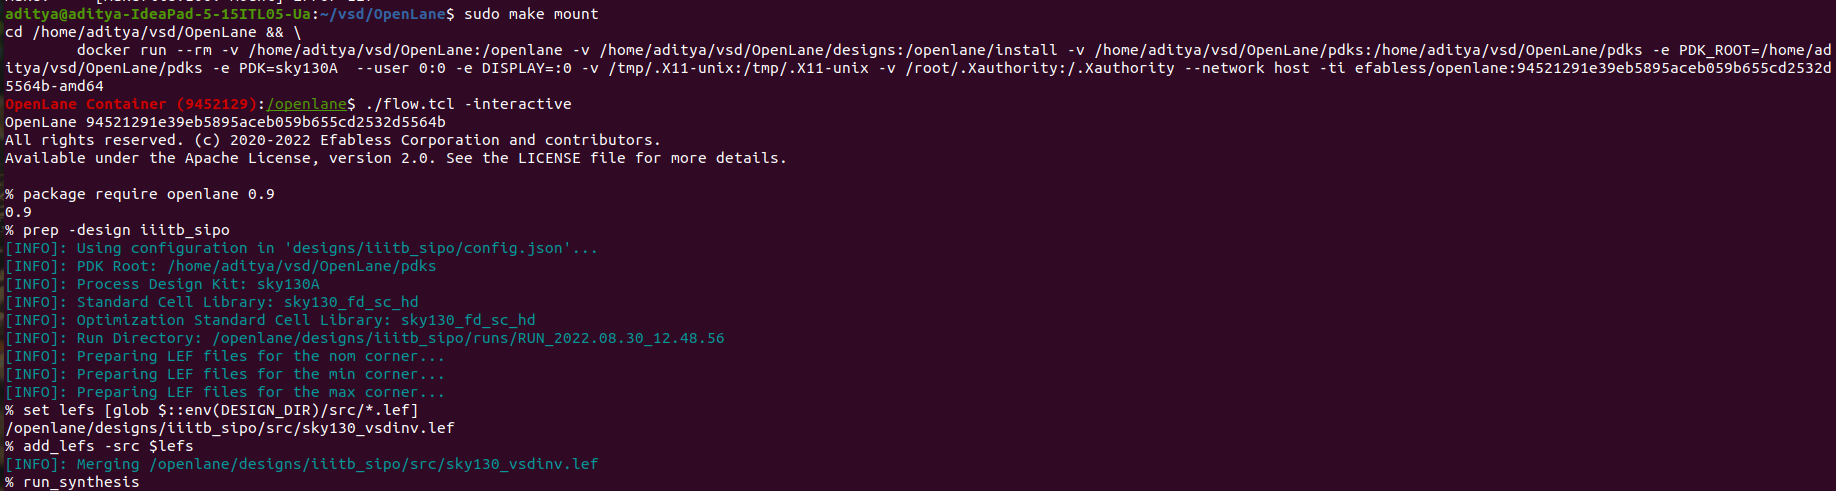 aditya@aditya-IdeaPad-5-15ITL05-Ua:~/vsd/OpenLane$ sudo make mount
cd /home/aditya/vsd/OpenLane && \
        docker run --rm -v /home/aditya/vsd/OpenLane:/openlane -v /home/aditya/vsd/OpenLane/designs:/openlane/install -v /home/aditya/vsd/OpenLane/pdks:/home/aditya/vsd/OpenLane/pdks -e PDK_ROOT=/home/ad
itya/vsd/OpenLane/pdks -e PDK=sky130A  --user 0:0 -e DISPLAY=:0 -v /tmp/.X11-unix:/tmp/.X11-unix -v /root/.Xauthority:/.Xauthority --network host -ti efabless/openlane:94521291e39eb5895aceb059b655cd2532d
5564b-amd64
OpenLane Container (9452129):/openlane$ ./flow.tcl -interactive
OpenLane 94521291e39eb5895aceb059b655cd2532d5564b
All rights reserved. (c) 2020-2022 Efabless Corporation and contributors.
Available under the Apache License, version 2.0. See the LICENSE file for more details.
% package require openlane 0.9
0.9
% prep -design iiitb_sipo
[INFO]: Using configuration in 'designs/iiitb_sipo/config.json'...
[INFO]: PDK Root: /home/aditya/vsd/OpenLane/pdks
[INFO]: Process Design Kit: sky130A
[INFO]: Standard Cell Library: sky130_fd_sc_hd
[INFO]: Optimization Standard Cell Library: sky130_fd_sc_hd
[INFO]: Run Directory: /openlane/designs/iiitb_sipo/runs/RUN_2022.08.30_12.48.56
[INFO]: Preparing LEF files for the nom corner...
[INFO]: Preparing LEF files for the min corner...
[INFO]: Preparing LEF files for the max corner...
% set lefs [glob $::env(DESIGN_DIR)/src/*.lef]
/openlane/designs/iiitb_sipo/src/sky130_vsdinv.lef
% add_lefs -src $lefs
[INFO]: Merging /openlane/designs/iiitb_sipo/src/sky130_vsdinv.lef
% run_synthesis